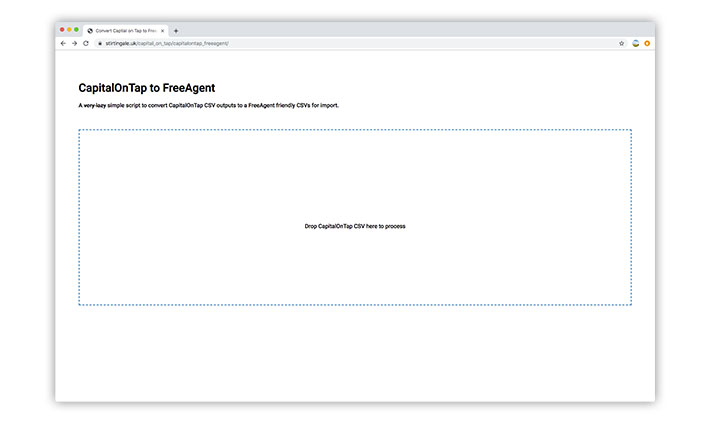 Convert Capital on Tap to Free
stirtingale.uk/capital_on_tap/capitalontap_freeagent/
CapitalOnTap to FreeAgent
A very lazy simple script to convert CapitalOnTap CSV outputs to a FreeAgent friendly CSVs for import.
Drop CapitalOnTap CSV here to process